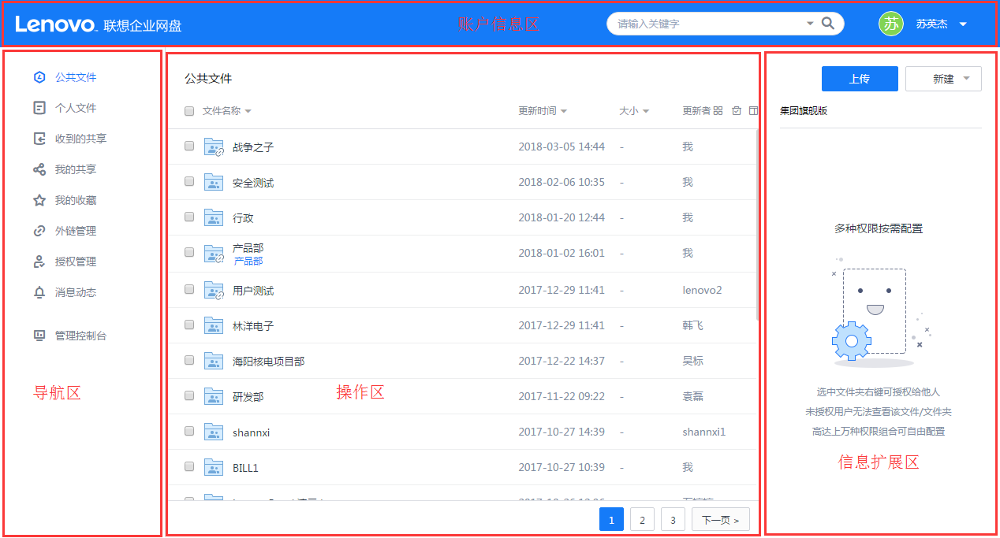 Lenovo 联想企业网盘
账户信息区
请输入关键字
苏 苏英杰
公共文件
个人文件
收到的共享
我的共享
我的收藏
外链管理
授权管理
消息动态
管理控制台
导航区
公共文件
文件名称 更新时间 大小 更新者
战争之子 2018-03-05 14:44 - 我
安全测试 2018-02-06 10:35 - 我
行政 2018-01-20 12:44 - 我
产品部 2018-01-02 16:01 - 我
产品部
用户测试 2017-12-29 11:41 - lenovo2
林洋电子 2017-12-29 11:41 - 韩飞
海阳核电项目部 2017-12-22 14:37 - 吴标
研发部 2017-11-22 09:22 - 袁磊
操作区
shannxi 2017-10-27 14:39 - shannxi1
BILL1 2017-10-27 10:39 - 我
1 2 3 下一页 >
上传 新建
集团旗舰版
多种权限按需配置
选中文件夹右键可授权给他人
未授权用户无法查看该文件/文件夹
高达上万种权限组合可自由配置
信息扩展区